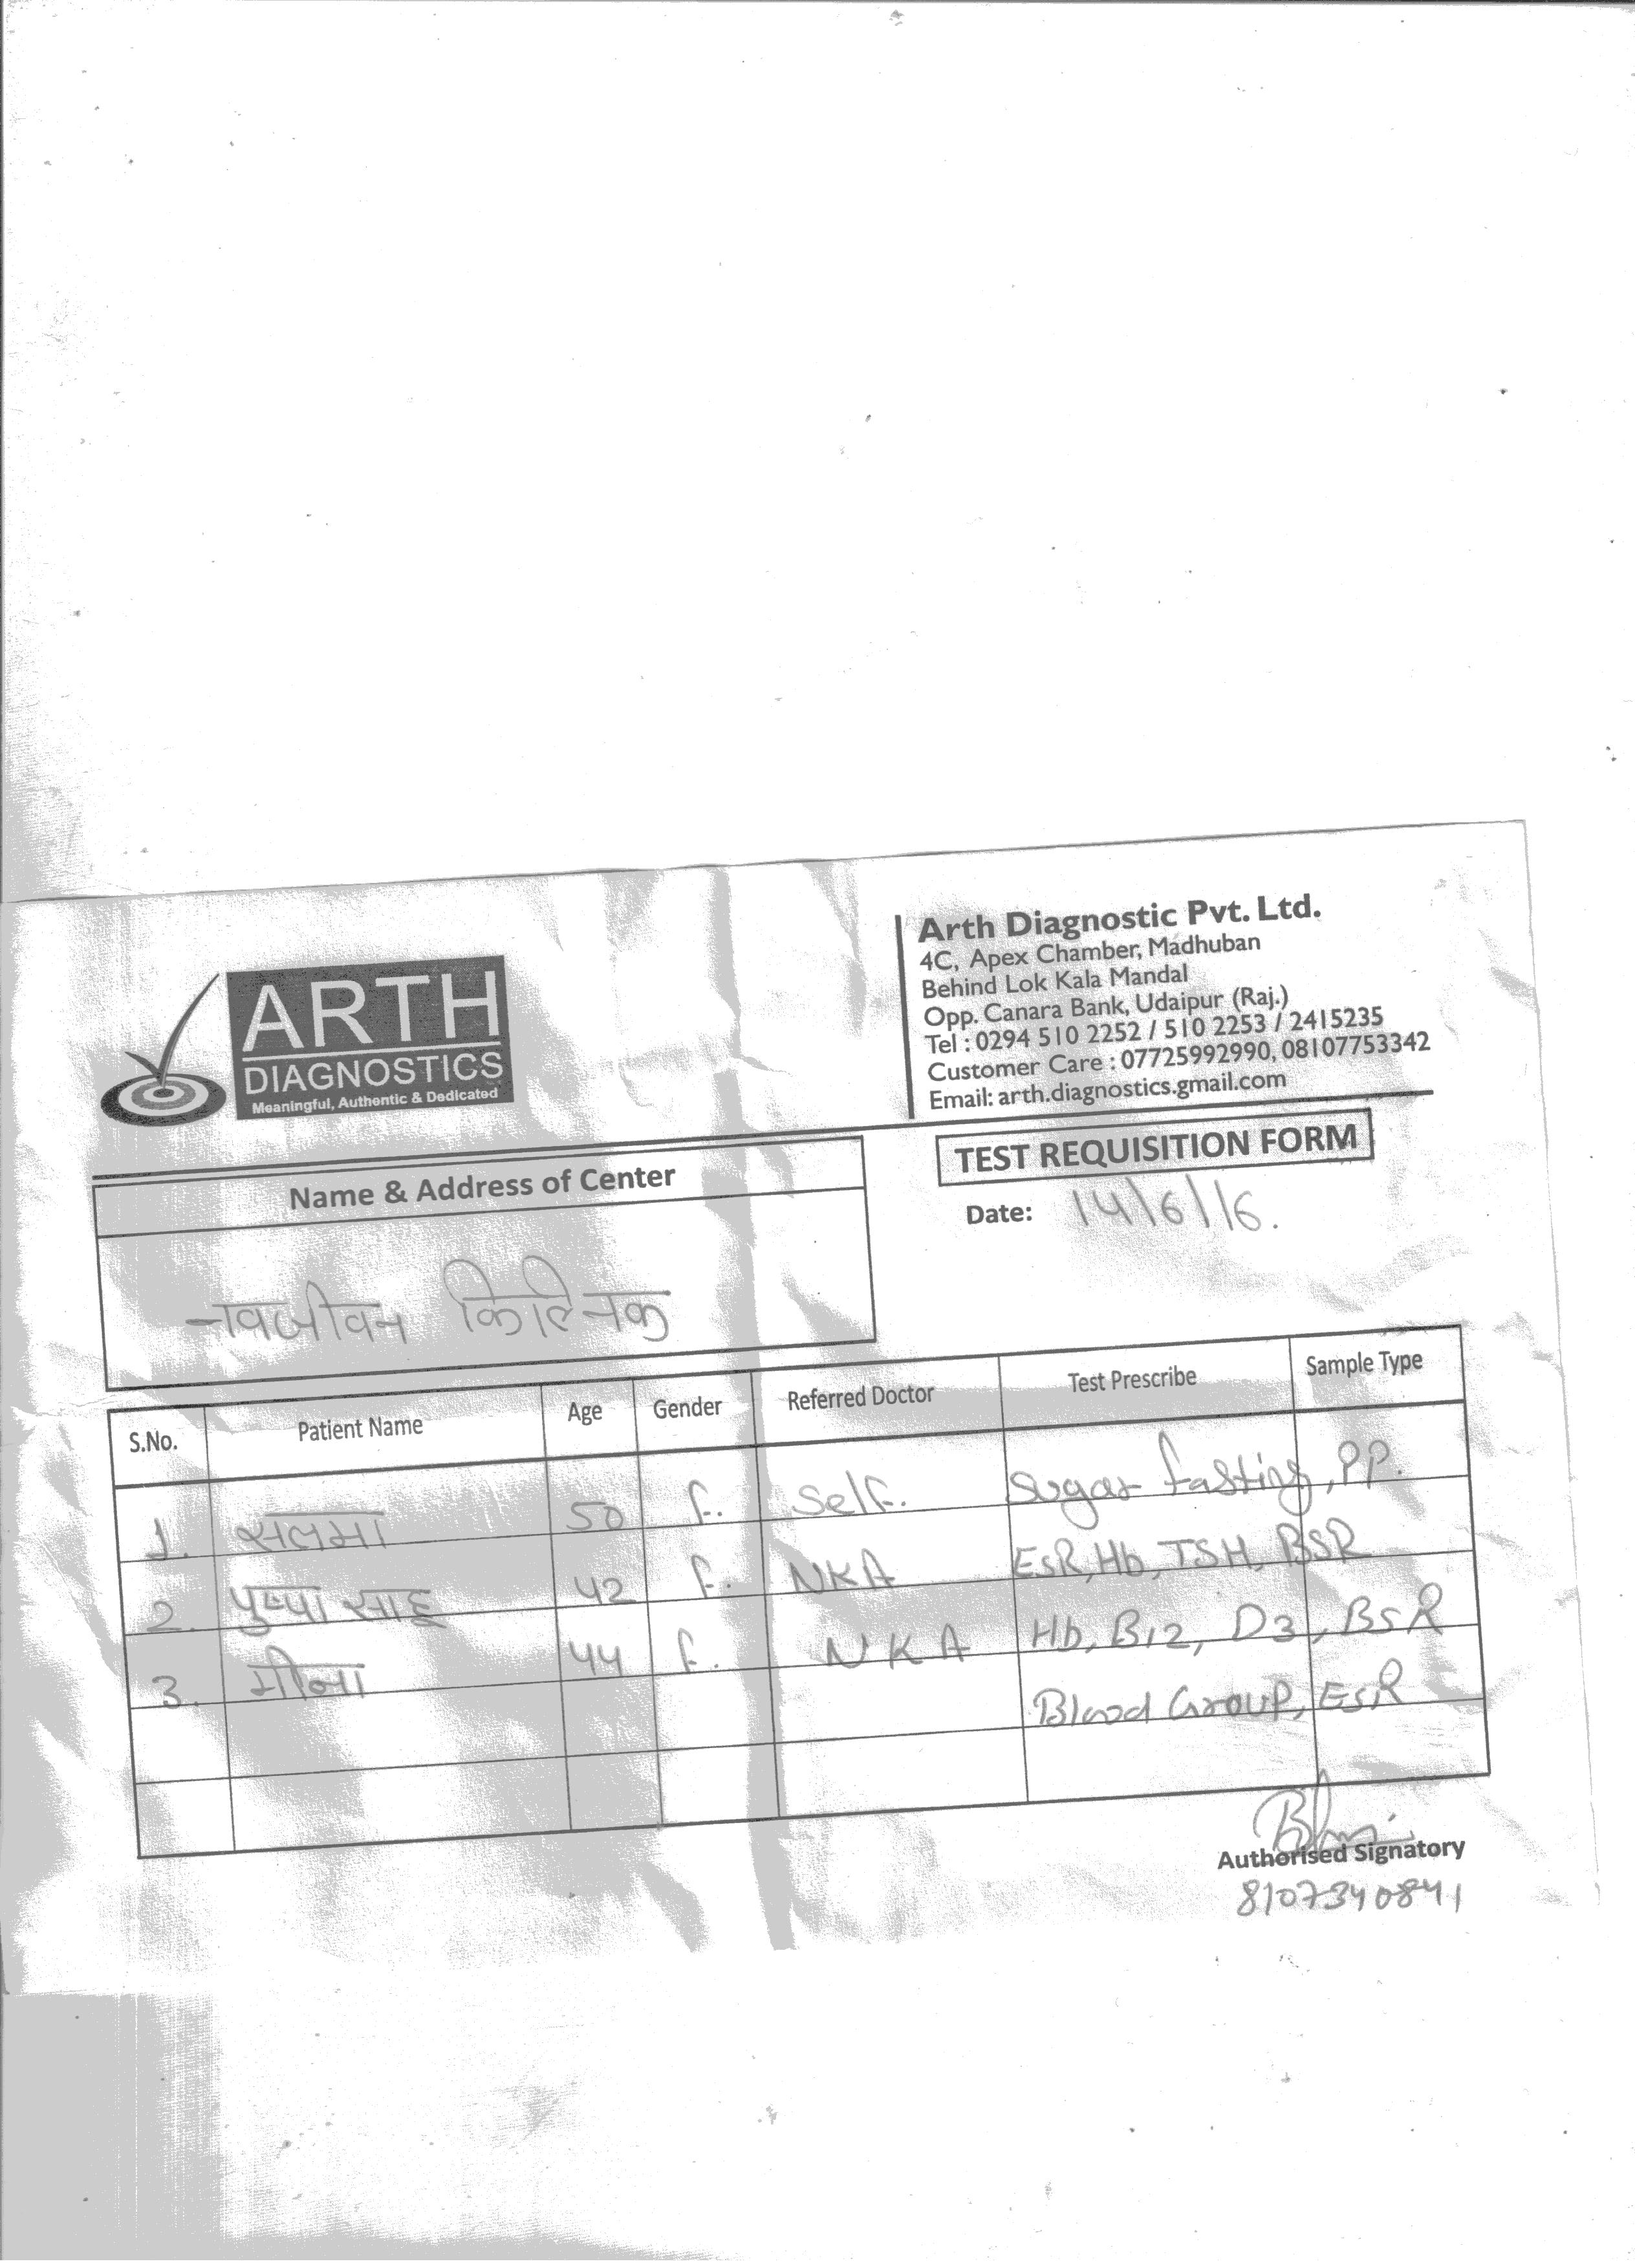 ARTH
DIAGNOSTICS
Meaningful, Authentic & Dedicated
Arth Diagnostic Pvt. Ltd.
4C, Apex Chamber, Madhuban
Behind Lok Kala Mandal
Opp. Canara Bank, Udaipur (Raj.)
Tel : 0294 510 2252 / 510 2253 / 2415235
Customer Care : 07725992990, 08107753342
Email: arth.diagnostics.gmail.com
TEST REQUISITION FORM
Date: 14/6/16.
Name & Address of Center
नवजीवन क्लिनिक
S.No. Patient Name Age Gender Referred Doctor Test Prescribe Sample Type
1. सलमा 50 f. Self. Sugar fasting, PP.
2. पुष्पा साहू 42 f. NKA ESR, Hb, TSH, BSR
3. मीना 44 f. NKA Hb, B12, D3, BSR
Blood Group, ESR
Authorised Signatory
8107340841